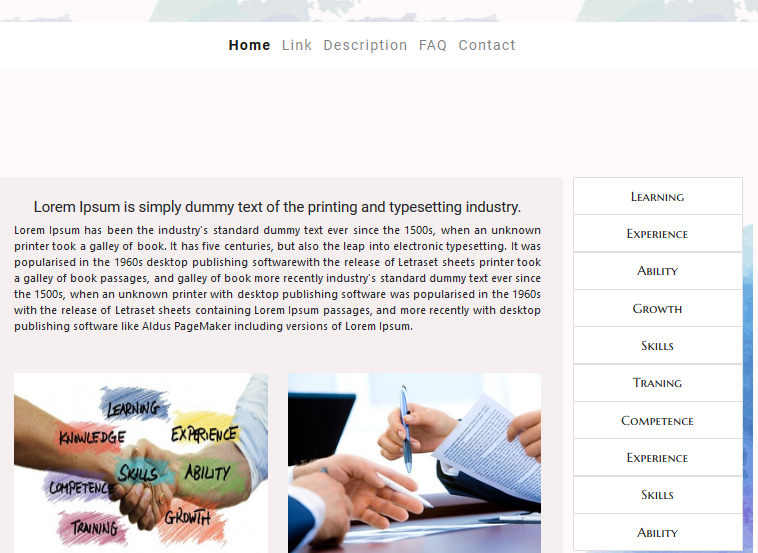 Home Link Description FAQ Contact
Lorem Ipsum is simply dummy text of the printing and typesetting industry.
Lorem Ipsum has been the industry's standard dummy text ever since the 1500s, when an unknown
printer took a galley of book. It has five centuries, but also the leap into electronic typesetting. It was
popularised in the 1960s desktop publishing softwarewith the release of Letraset sheets printer took
a galley of book passages, and galley of book more recently industry's standard dummy text ever since
the 1500s, when an unknown printer with desktop publishing software was popularised in the 1960s
with the release of Letraset sheets containing Lorem Ipsum passages, and more recently with desktop
publishing software like Aldus PageMaker including versions of Lorem Ipsum.
LEARNING
KNOWLEDGE
EXPERIENCE
SKILLS
ABILITY
COMPETENCE
GROWTH
TRAINING
Learning
Experience
Ability
Growth
Skills
Traning
Competence
Experience
Skills
Ability